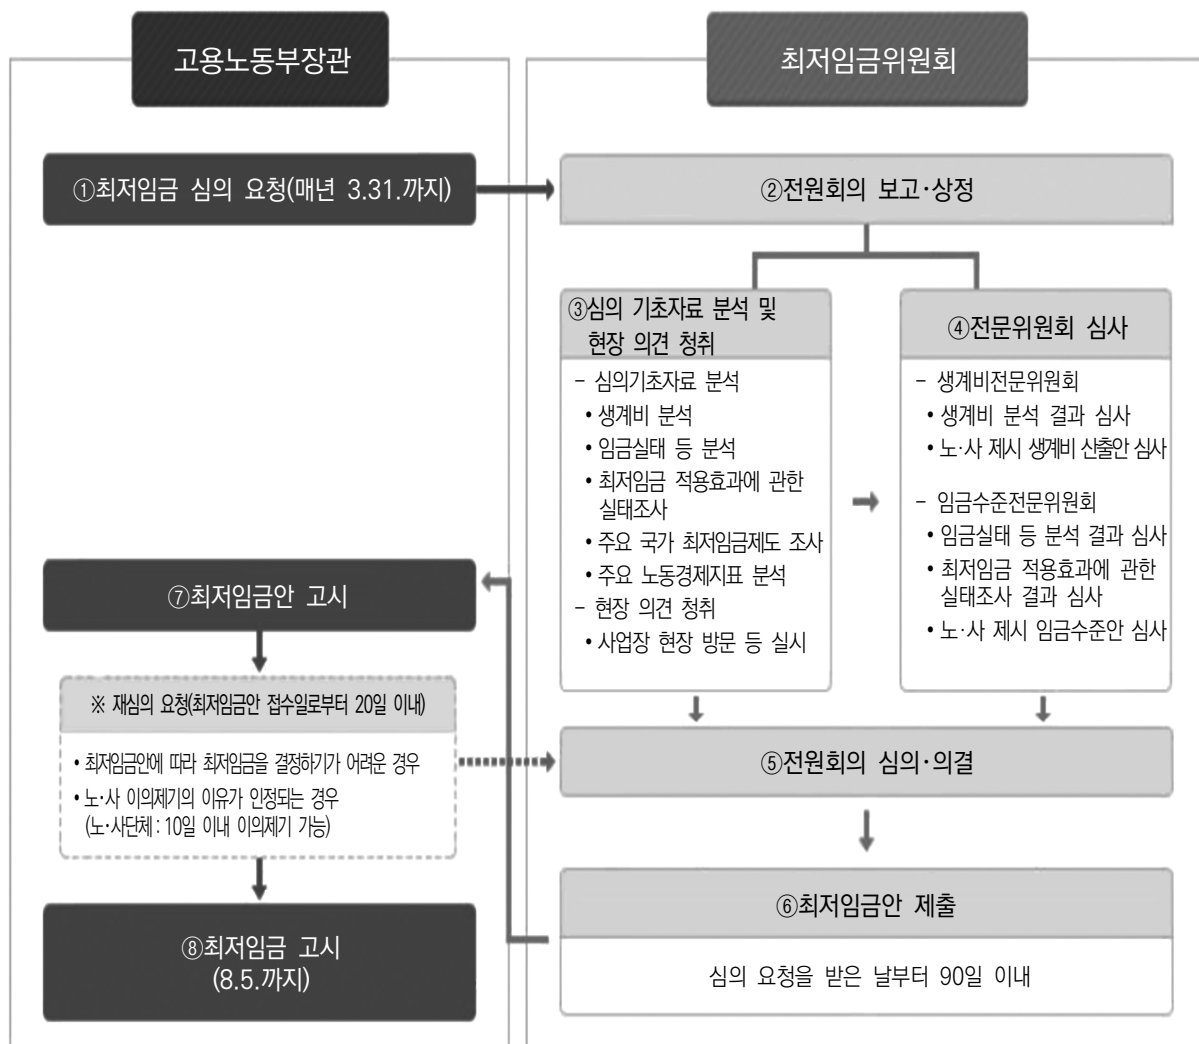 고용노동부장관
최저임금위원회
①최저임금 심의 요청(매년 3.31.까지)
②전원회의 보고·상정
③심의 기초자료 분석 및
현장 의견 청취
- 심의기초자료 분석
• 생계비 분석
• 임금실태 등 분석
• 최저임금 적용효과에 관한
실태조사
• 주요 국가 최저임금제도 조사
• 주요 노동경제지표 분석
- 현장 의견 청취
• 사업장 현장 방문 등 실시
④전문위원회 심사
- 생계비전문위원회
• 생계비 분석 결과 심사
• 노·사 제시 생계비 산출안 심사
- 임금수준전문위원회
• 임금실태 등 분석 결과 심사
• 최저임금 적용효과에 관한
실태조사 결과 심사
• 노·사 제시 임금수준안 심사
⑤전원회의 심의·의결
⑥최저임금안 제출
심의 요청을 받은 날부터 90일 이내
⑦최저임금안 고시
※ 재심의 요청(최저임금안 접수일로부터 20일 이내)
• 최저임금안에 따라 최저임금을 결정하기가 어려운 경우
• 노·사 이의제기의 이유가 인정되는 경우
(노·사단체 : 10일 이내 이의제기 가능)
⑧최저임금 고시
(8.5.까지)